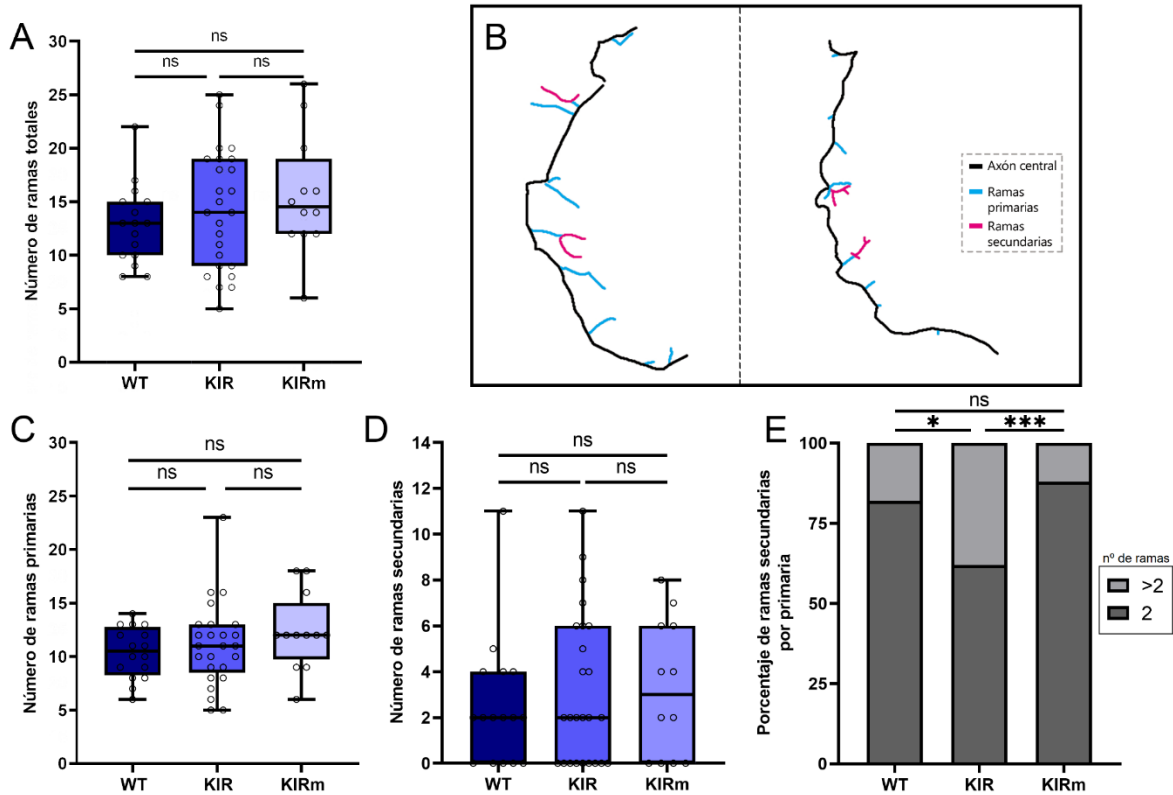 A
ns
ns
ns
Número de ramas totales
30
25
20
15
10
5
0
WT
KIR
KIRm
B
Axón central
Ramas
primarias
Ramas
secundarias
C
ns
ns
ns
Número de ramas primarias
30
25
20
15
10
5
0
WT
KIR
KIRm
D
ns
ns
ns
Número de ramas secundarias
14
12
10
8
6
4
2
0
WT
KIR
KIRm
E
ns
*
***
Porcentaje de ramas secundarias
por primaria
100
75
50
25
0
WT
KIR
KIRm
nº de ramas
>2
2